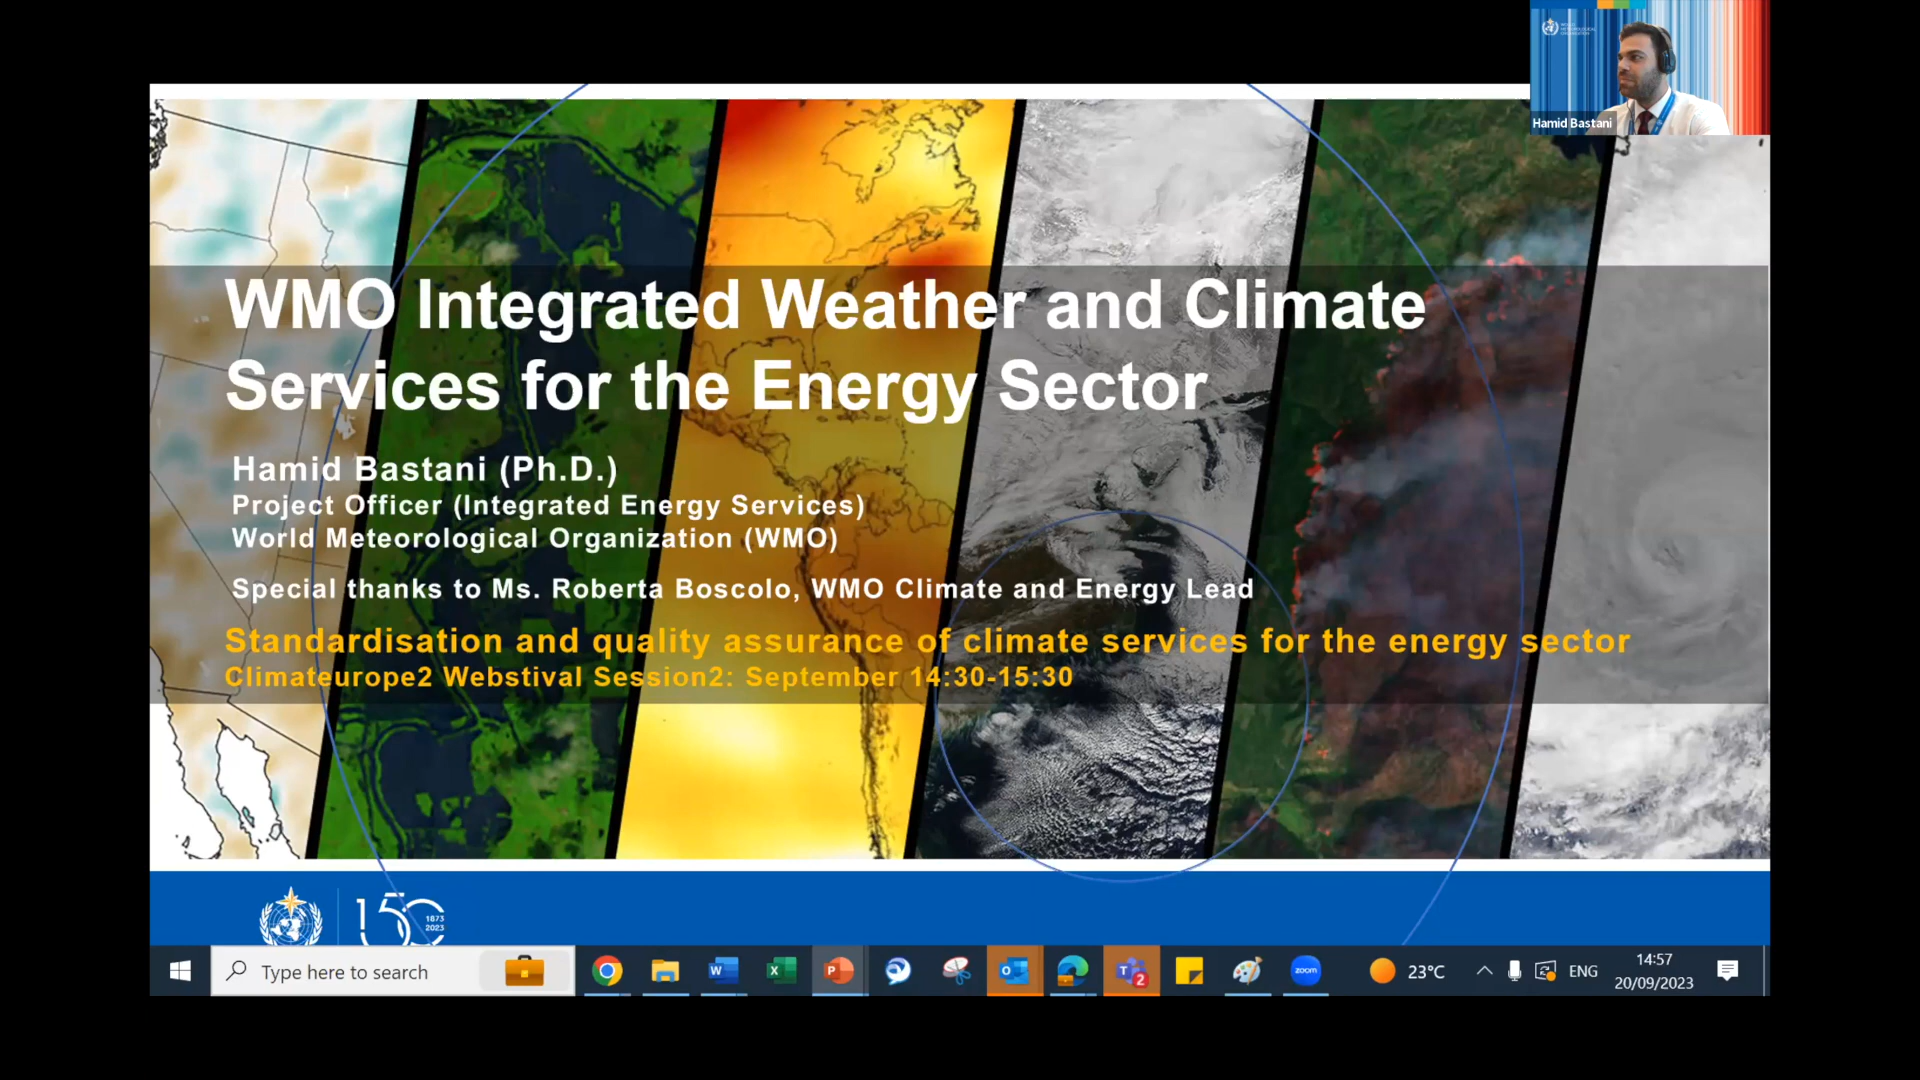 Hamid Bastani
WMO Integrated Weather and Climate
Services for the Energy Sector
Hamid Bastani (Ph.D.)
Project Officer (Integrated Energy Services)
World Meteorological Organization (WMO)
Special thanks to Ms. Roberta Boscolo, WMO Climate and Energy Lead
Standardisation and quality assurance of climate services for the energy sector
Climateurope2 Webstival Session2: September 14:30-15:30
150
1873
2023
Type here to search
zoom
2
23°C
ENG
14:57
20/09/2023